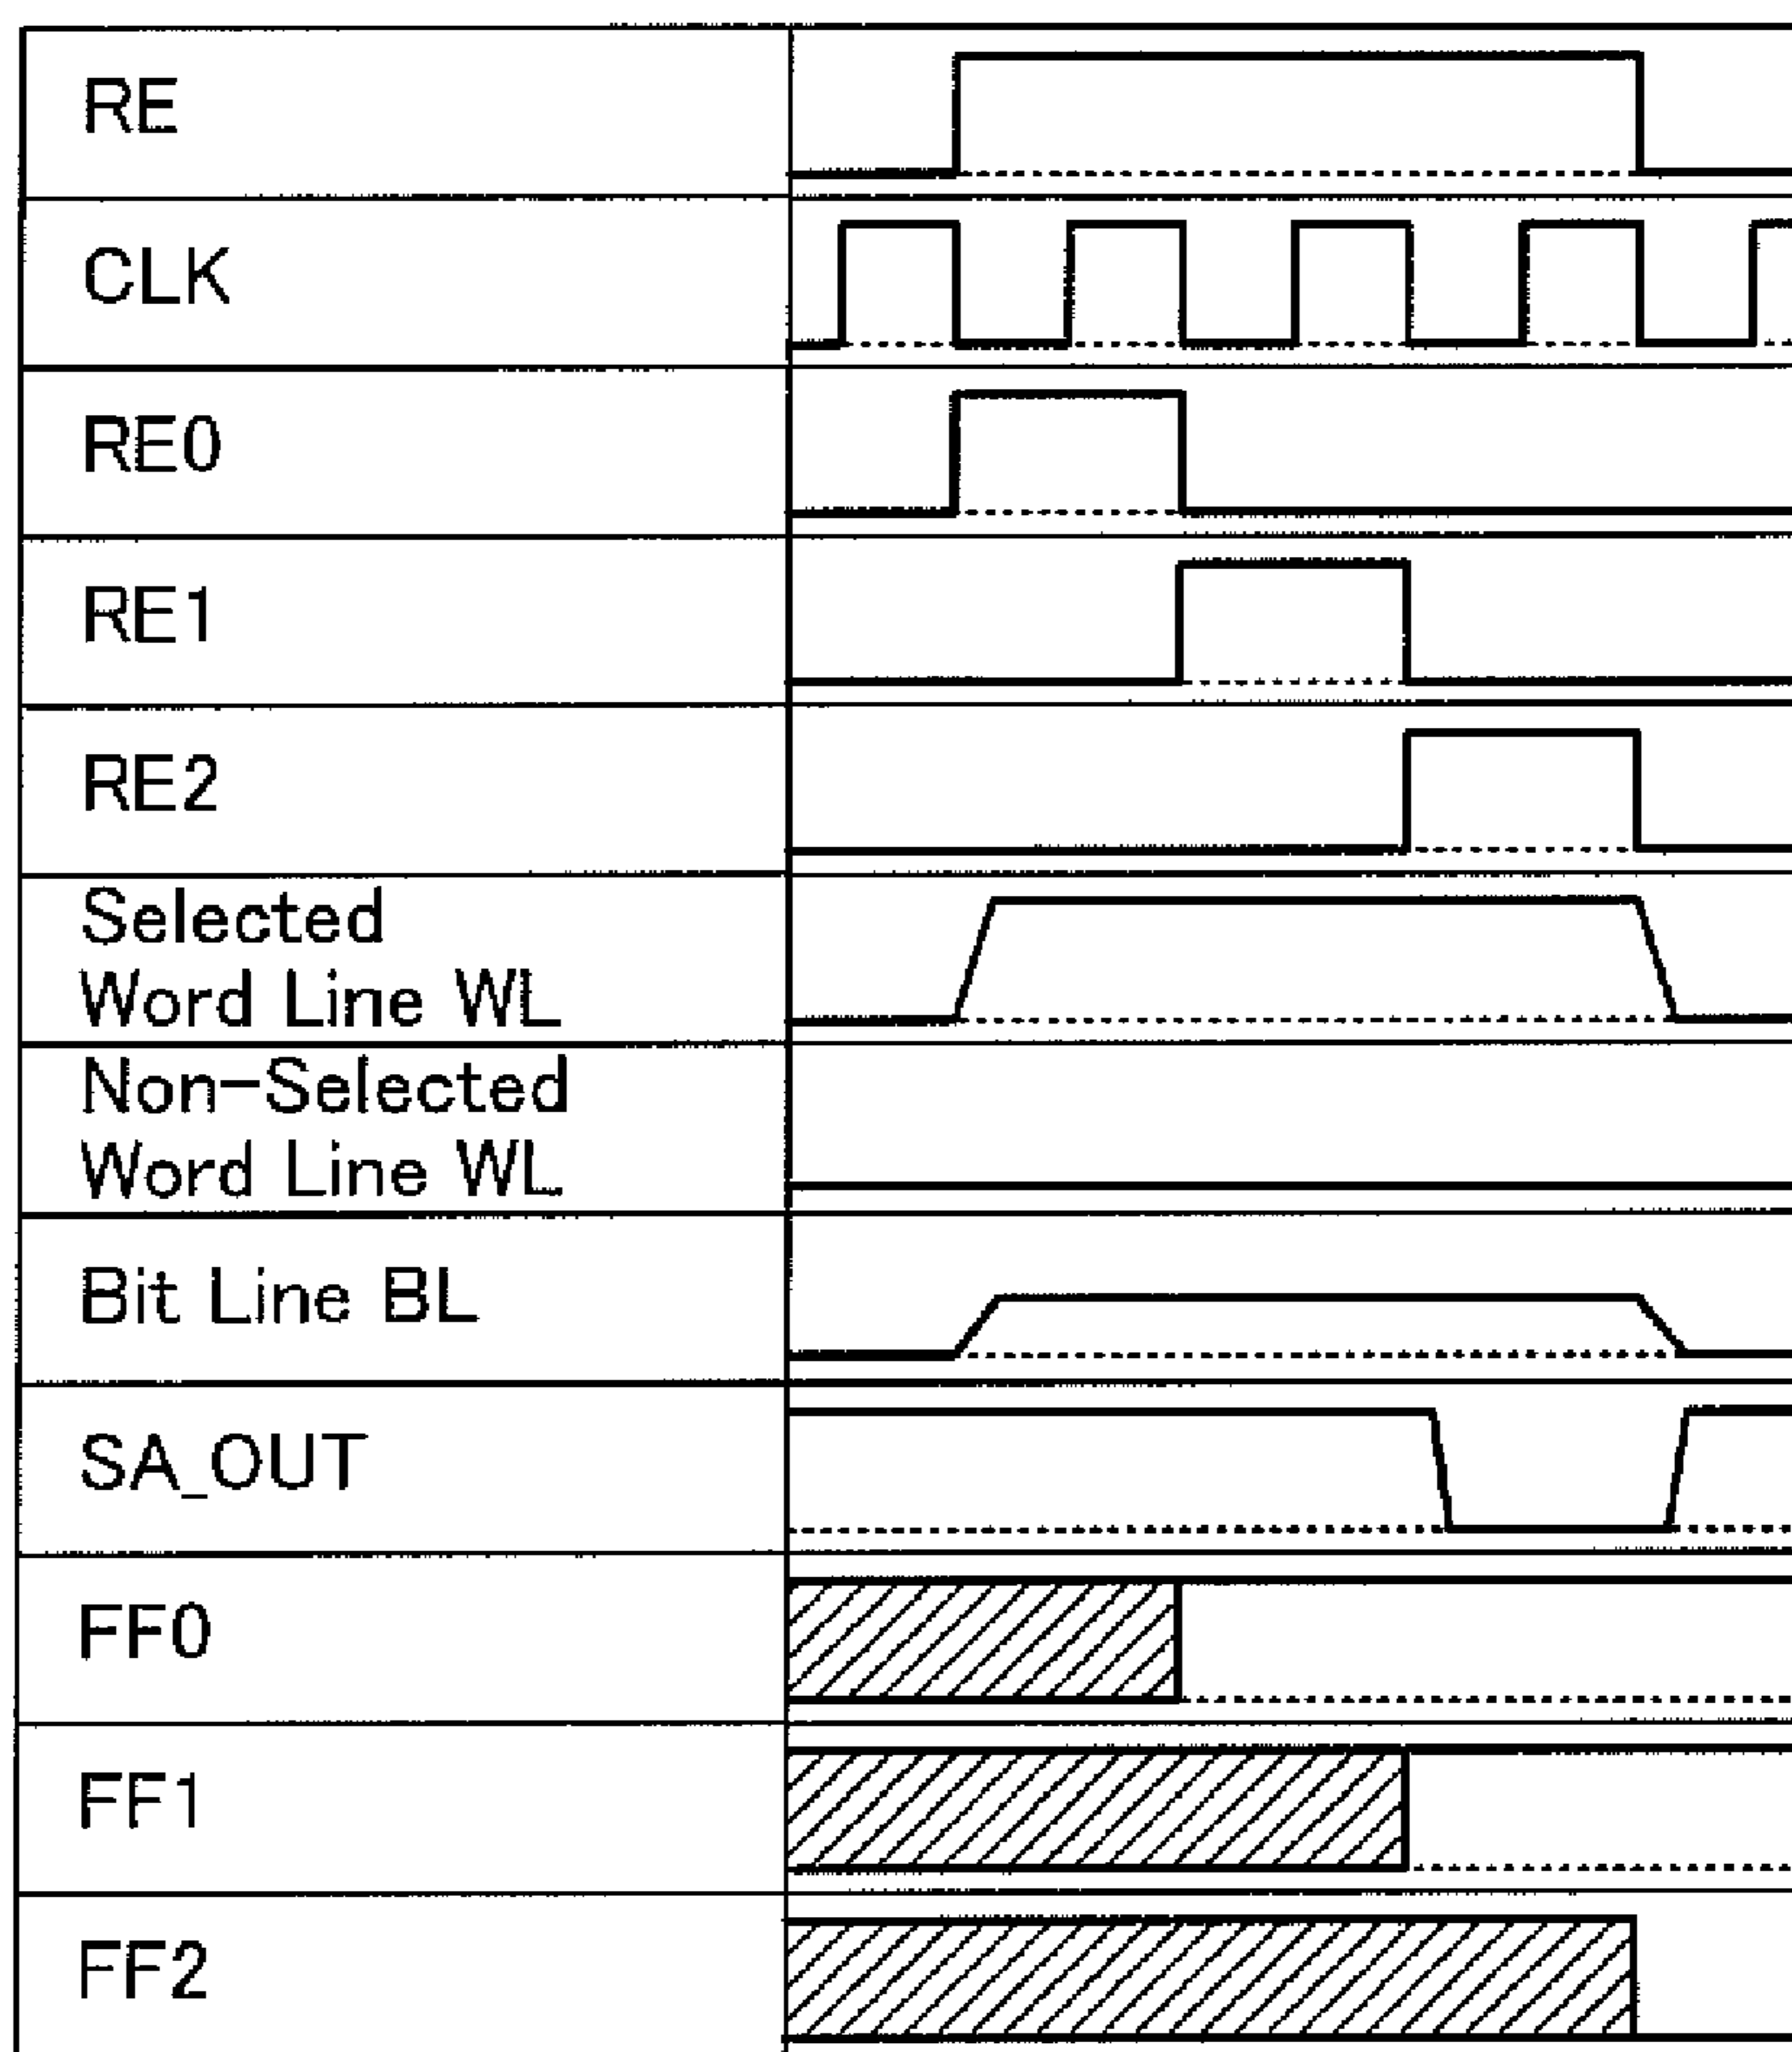 RE
CLK
RE0
RE1
RE2
Selected
Word Line WL
Non-Selected
Word Line WL
Bit Line BL
SA_OUT
FF0
FF1
FF2